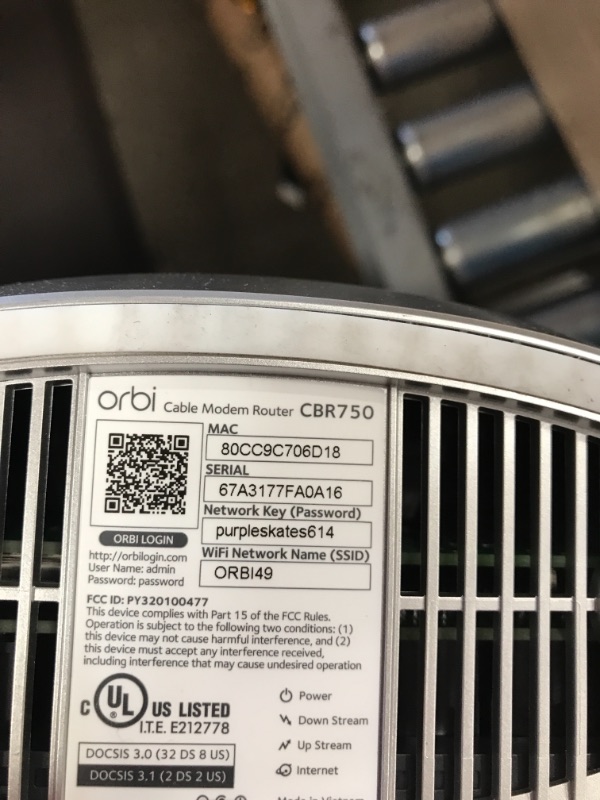 orbi Cable Modem Router CBR750
MAC
80CC9C706D18
SERIAL
67A3177FA0A16
Network Key (Password)
purpleskates614
WiFi Network Name (SSID)
ORBI49
ORBI LOGIN
http://orbilogin.com
User Name: admin
Password: password
FCC ID: PY320100477
This device complies with Part 15 of the FCC Rules.
Operation is subject to the following two conditions: (1)
this device may not cause harmful interference, and (2)
this device must accept any interference received,
including interference that may cause undesired operation
C UL ® US LISTED
I.T.E. E212778
DOCSIS 3.0 (32 DS 8 US)
DOCSIS 3.1 (2 DS 2 US)
Power
Down Stream
Up Stream
Internet
Made in Vietnam